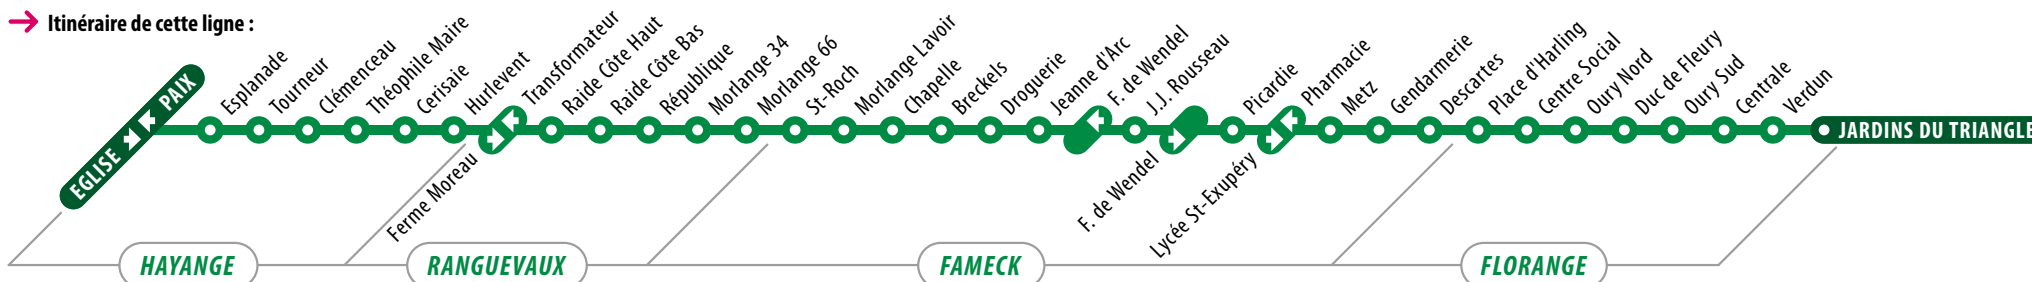 Itinéraire de cette ligne :
EGLISE PAIX
Esplanade
Tourneur
Clémenceau
Théophile Maire
Cerisaie
Hurlevent
Transformateur
Ferme Moreau
Raide Côte Haut
Raide Côte Bas
République
Morlange 34
Morlange 66
St-Roch
Morlange Lavoir
Chapelle
Breckels
Droguerie
Jeanne d'Arc
F. de Wendel
J.J. Rousseau
F. de Wendel
Picardie
Pharmacie
Lycée St-Exupéry
Metz
Gendarmerie
Descartes
Place d'Harling
Centre Social
Oury Nord
Duc de Fleury
Oury Sud
Centrale
Verdun
JARDINS DU TRIANGLE
HAYANGE
RANGUEVAUX
FAMECK
FLORANGE